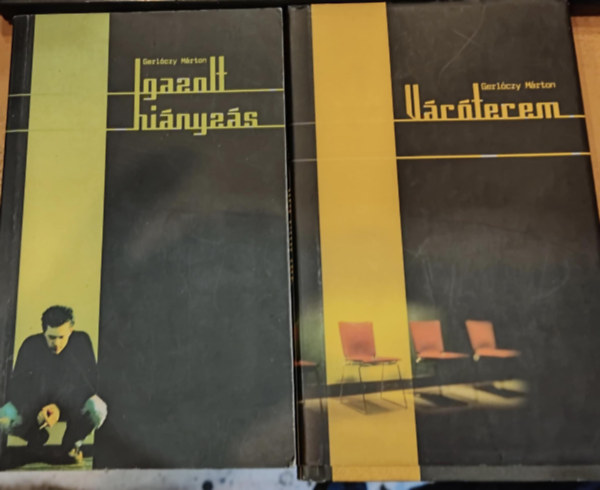 Gerlóczy Márton
Igazolt
hiányzás
Gerlóczy Márton
Váróterem